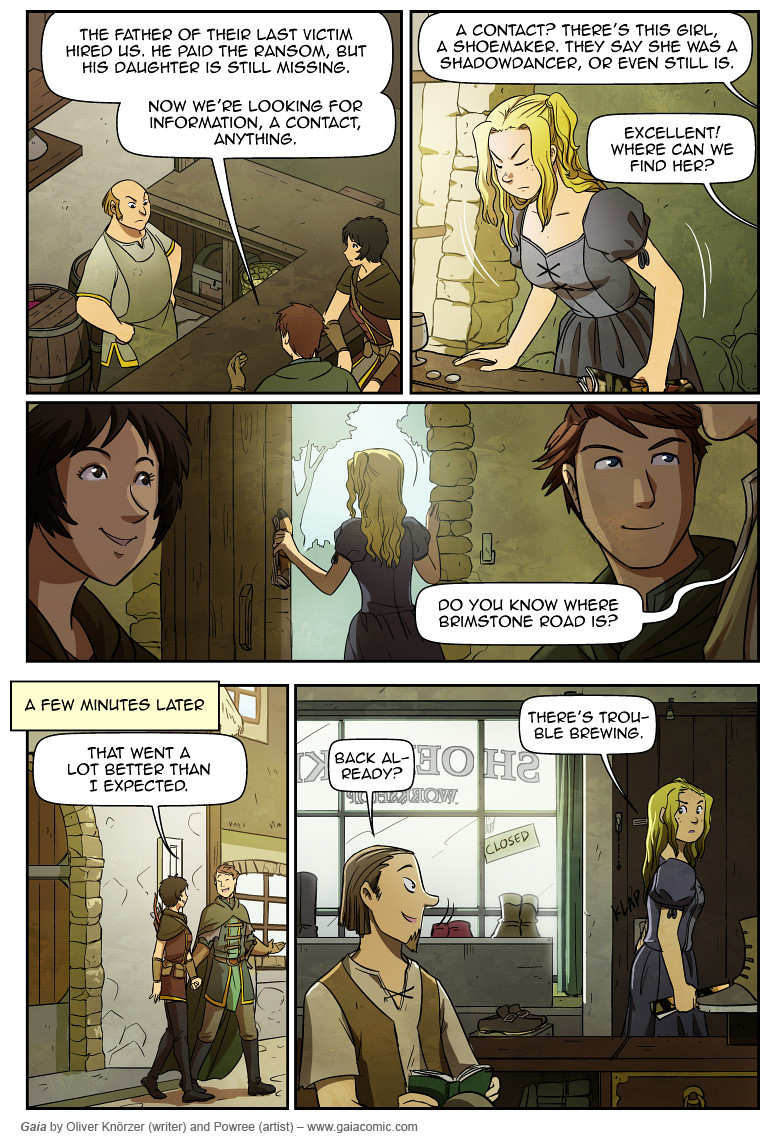 THE FATHER OF THEIR LAST VICTIM
HIRED US. HE PAID THE RANSOM, BUT
HIS DAUGHTER IS STILL MISSING.
NOW WE'RE LOOKING FOR
INFORMATION, A CONTACT,
ANYTHING.
A CONTACT? THERE'S THIS GIRL,
A SHOEMAKER. THEY SAY SHE WAS A
SHADOWDANCER, OR EVEN STILL IS.
EXCELLENT!
WHERE CAN WE
FIND HER?
DO YOU KNOW WHERE
BRIMSTONE ROAD IS?
A FEW MINUTES LATER
THAT WENT A
LOT BETTER THAN
I EXPECTED.
BACK AL-
READY?
THERE'S TROU-
BLE BREWING.
SHOE
WORKSHOP
CLOSED
KLAP
Gaia by Oliver Knörzer (writer) and Powree (artist) – www.gaiacomic.com